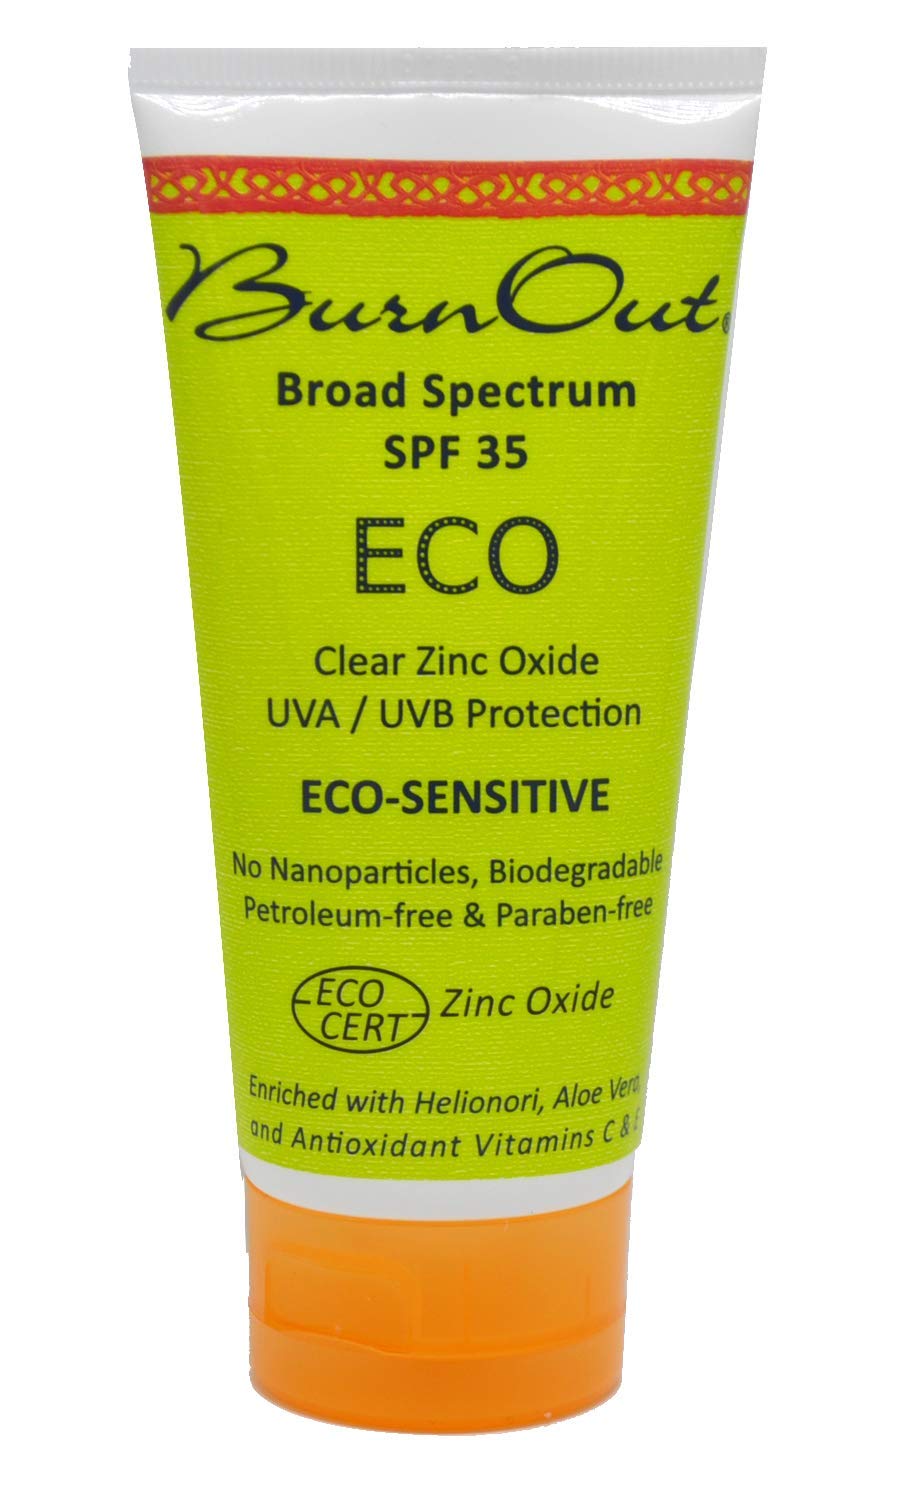 BurnOut®
Broad Spectrum
SPF 35
ECO
Clear Zinc Oxide
UVA / UVB Protection
ECO-SENSITIVE
No Nanoparticles, Biodegradable
Petroleum-free & Paraben-free
ECO CERT Zinc Oxide
Enriched with Helionori, Aloe Vera,
and Antioxidant Vitamins C & E